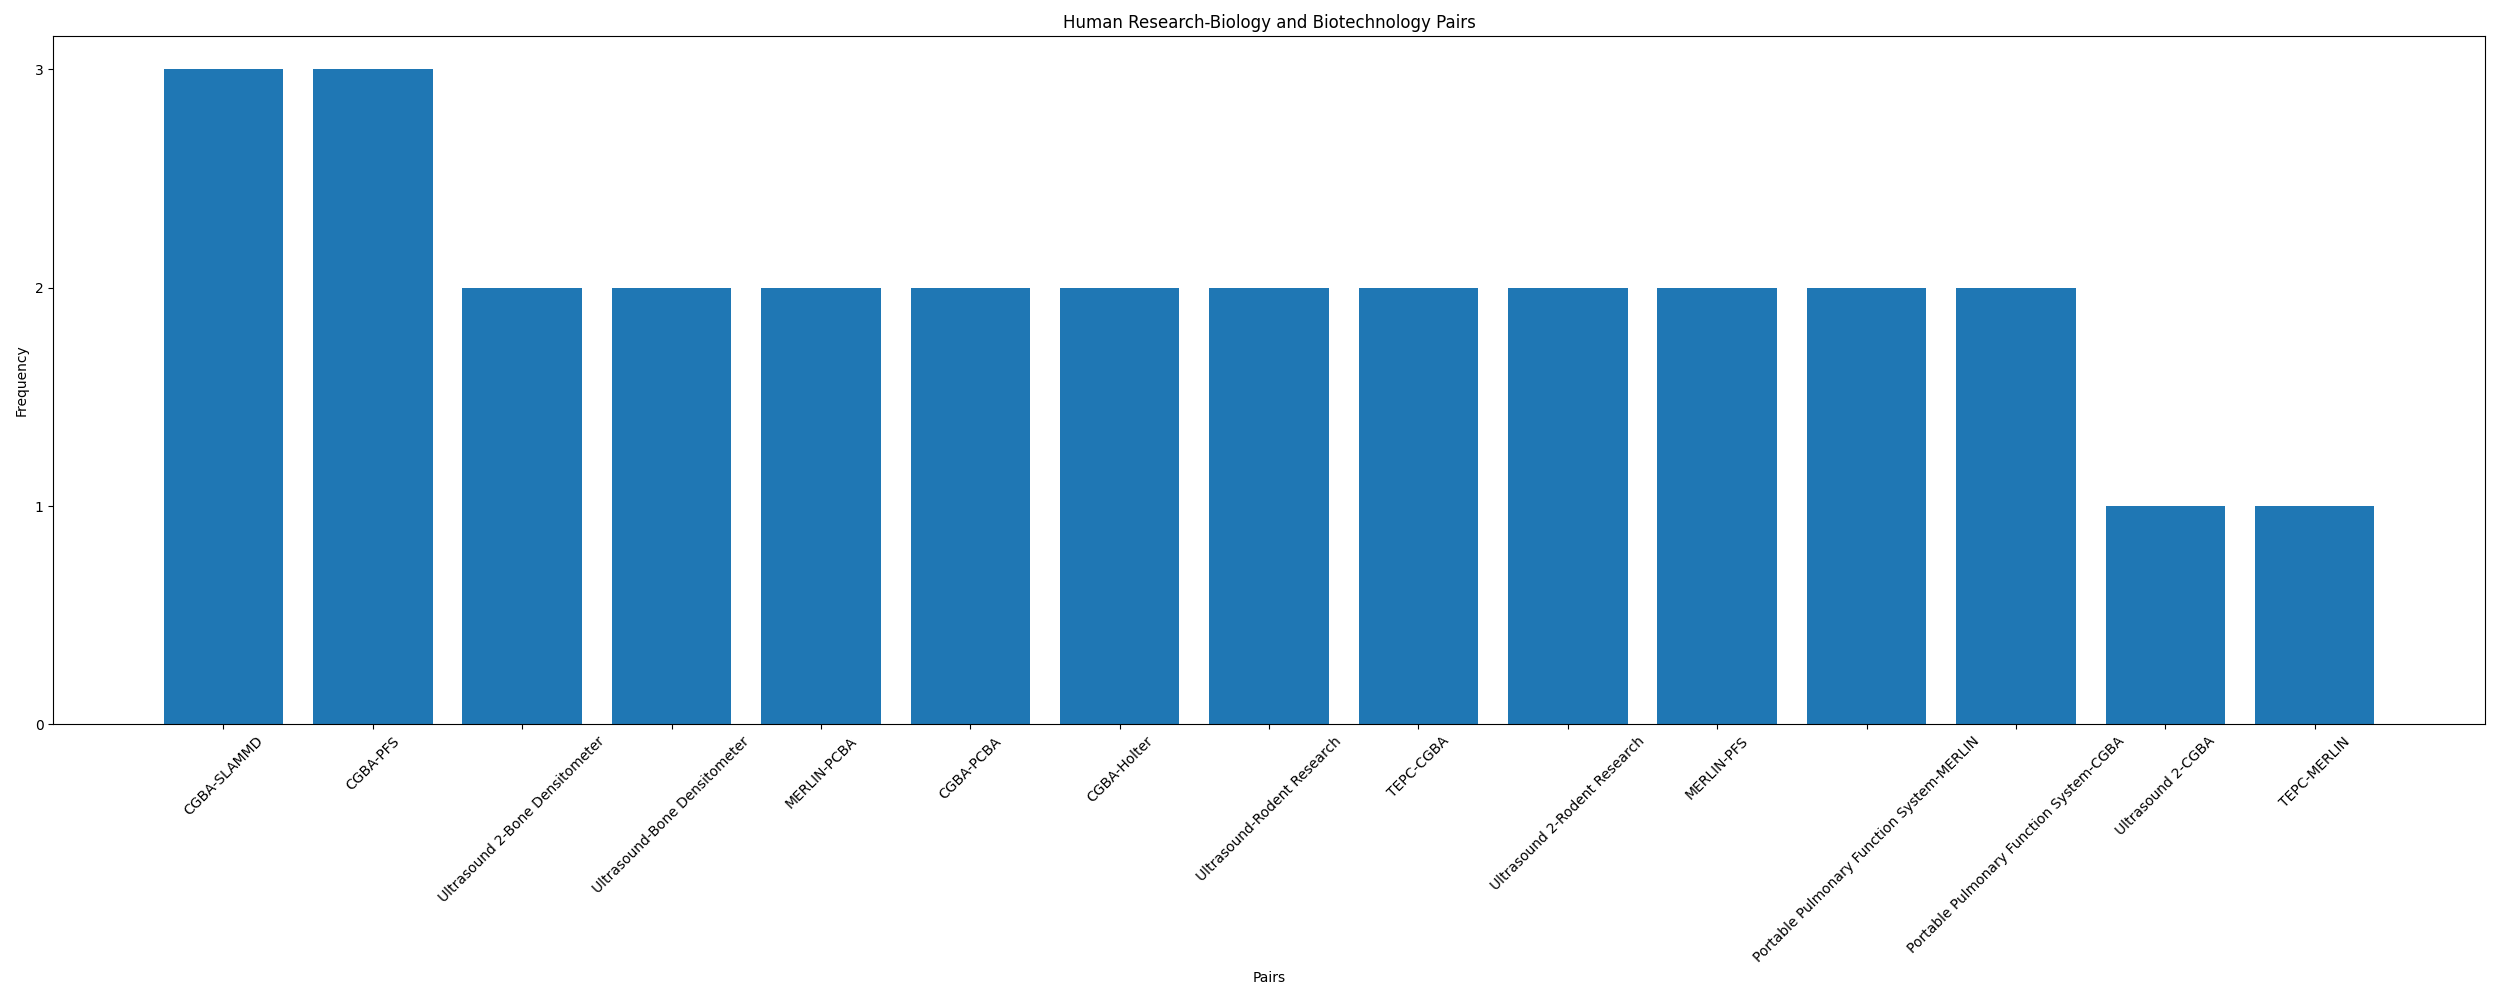 Human Research-Biology and Biotechnology Pairs
Frequency
3
2
1
0
CGBA-SLAMMD
CGBA-PFS
Ultrasound 2-Bone Densitometer
Ultrasound-Bone Densitometer
MERLIN-PCBA
CGBA-PCBA
CGBA-Holter
Ultrasound-Rodent Research
TEPC-CGBA
Ultrasound 2-Rodent Research
MERLIN-PFS
Portable Pulmonary Function System-MERLIN
Portable Pulmonary Function System-CGBA
Ultrasound 2-CGBA
TEPC-MERLIN
Pairs